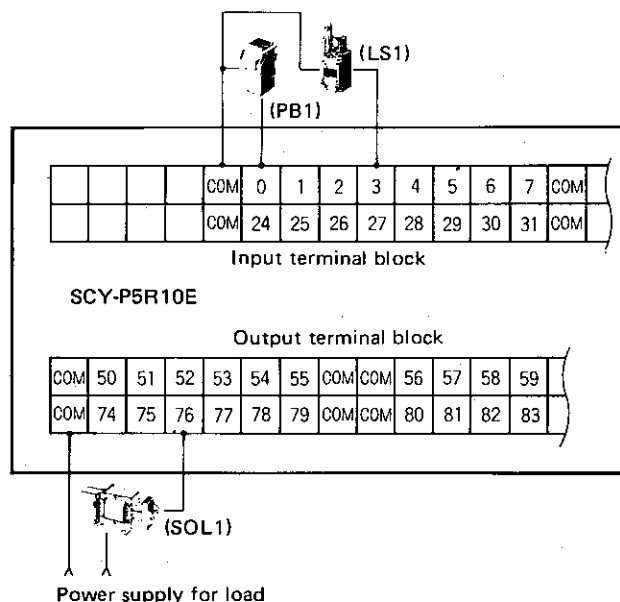 (LS1)
(PB1)
COM 0 1 2 3 4 5 6 7 COM
COM 24 25 26 27 28 29 30 31 COM
Input terminal block
SCY-P5R10E
Output terminal block
COM 50 51 52 53 54 55 COM COM 56 57 58 59
COM 74 75 76 77 78 79 COM COM 80 81 82 83
(SOL1)
Power supply for load